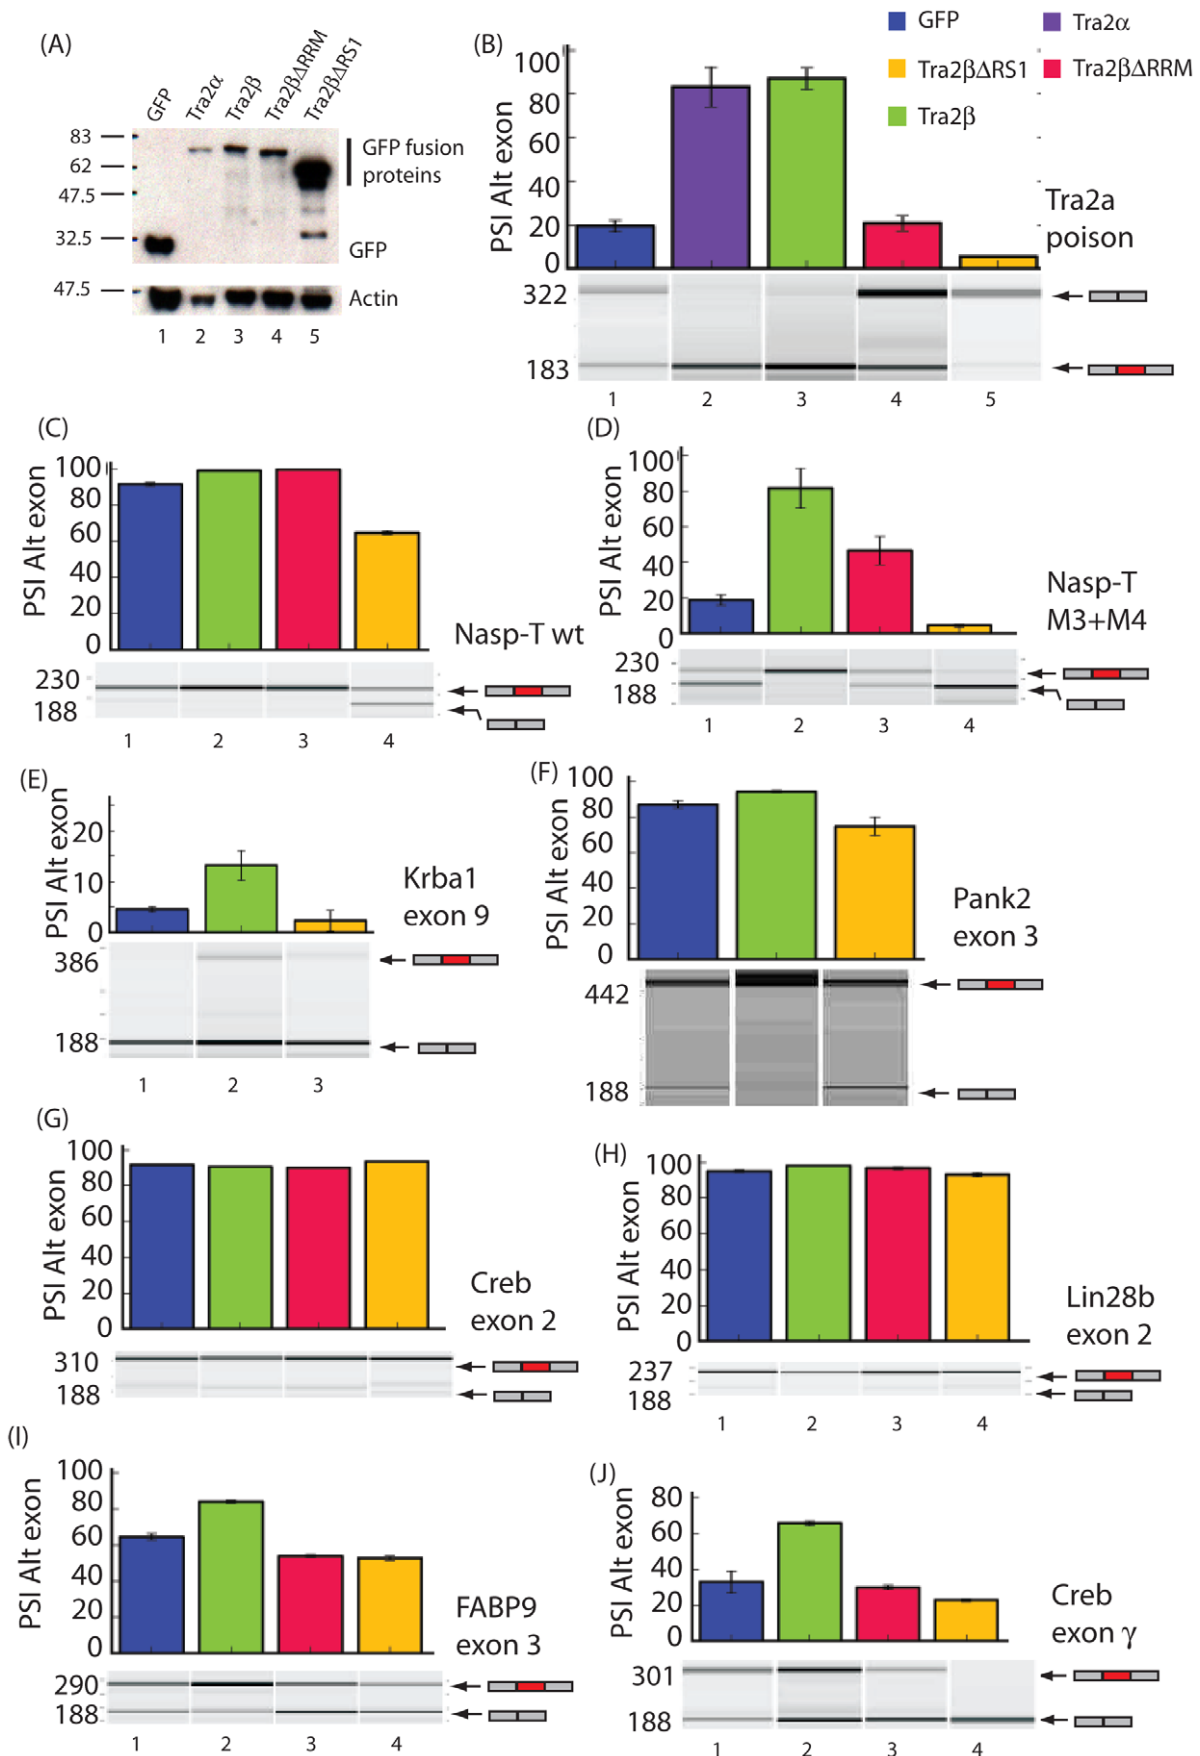 (A)
GFP
Tra2α
Tra2β
Tra2βΔRRM
Tra2βΔRS1
83
62
47.5
32.5
47.5
GFP fusion
proteins
GFP
Actin
1 2 3 4 5
(B)
GFP
Tra2α
Tra2βΔRS1
Tra2βΔRRM
Tra2β
PSI Alt exon
100
80
60
40
20
0
Tra2a
poison
322
183
1 2 3 4 5
(C)
PSI Alt exon
100
80
60
40
20
0
Nasp-T wt
230
188
1 2 3 4
(D)
PSI Alt exon
100
80
60
40
20
0
Nasp-T
M3+M4
230
188
1 2 3 4
(E)
PSI Alt exon
20
10
0
Krba1
exon 9
386
188
1 2 3
(F)
PSI Alt exon
100
80
60
40
20
0
Pank2
exon 3
442
188
(G)
PSI Alt exon
100
80
60
40
20
0
Creb
exon 2
310
188
(H)
PSI Alt exon
100
80
60
40
20
0
Lin28b
exon 2
237
188
1 2 3 4
(I)
PSI Alt exon
100
80
60
40
20
0
FABP9
exon 3
290
188
1 2 3 4
(J)
PSI Alt exon
80
60
40
20
Creb
exon γ
301
188
1 2 3 4